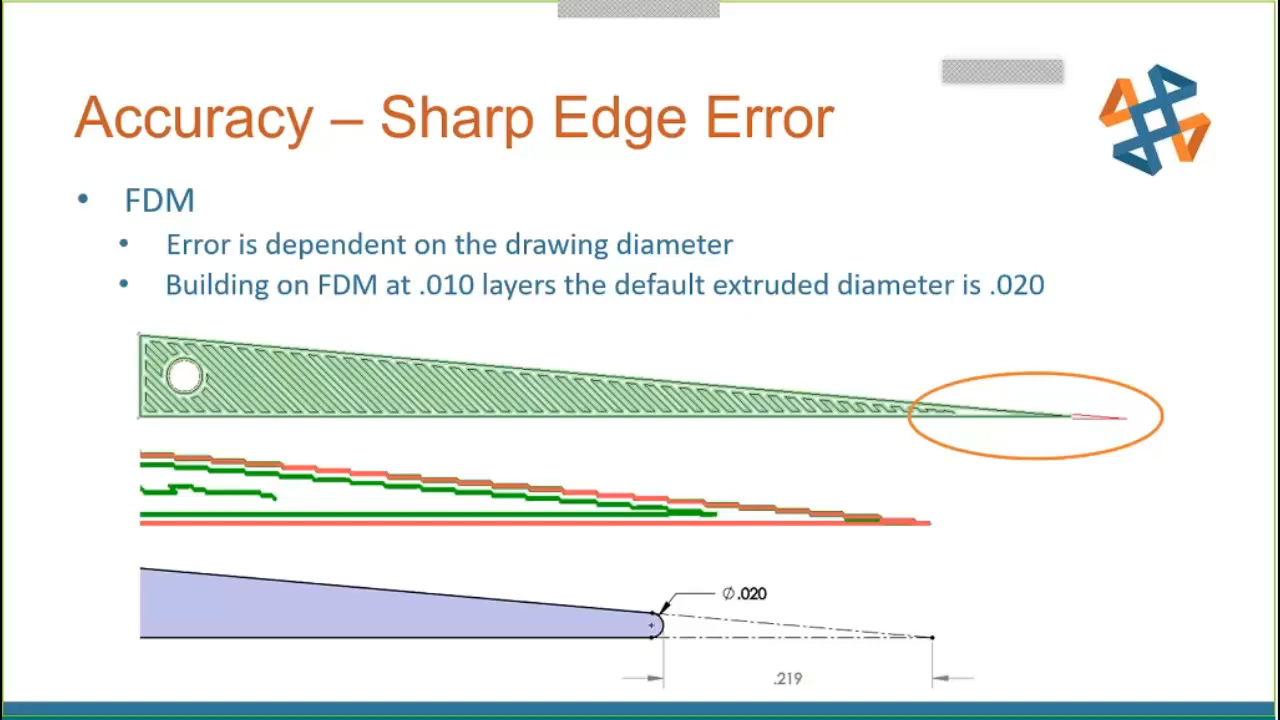 Accuracy – Sharp Edge Error
• FDM
• Error is dependent on the drawing diameter
• Building on FDM at .010 layers the default extruded diameter is .020
∅.020
.219